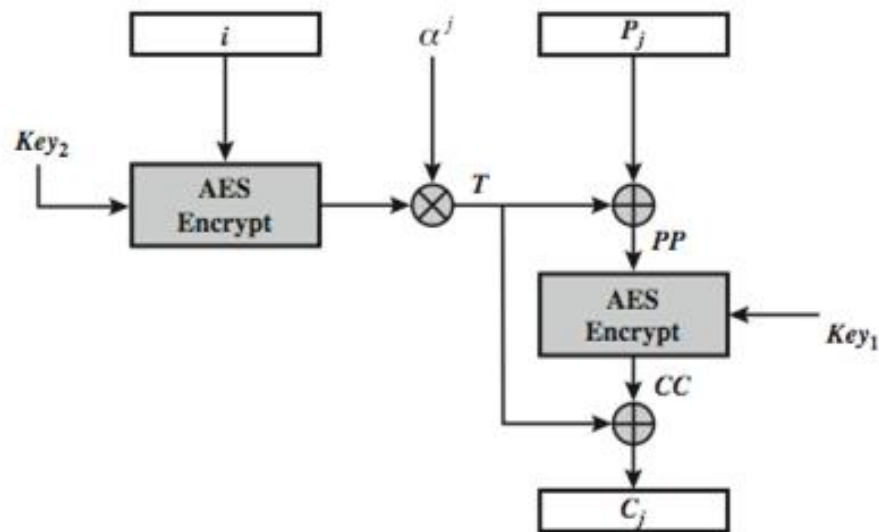 i
α^j
P_j
Key_2
AES
Encrypt
T
PP
AES
Encrypt
Key_1
CC
C_j